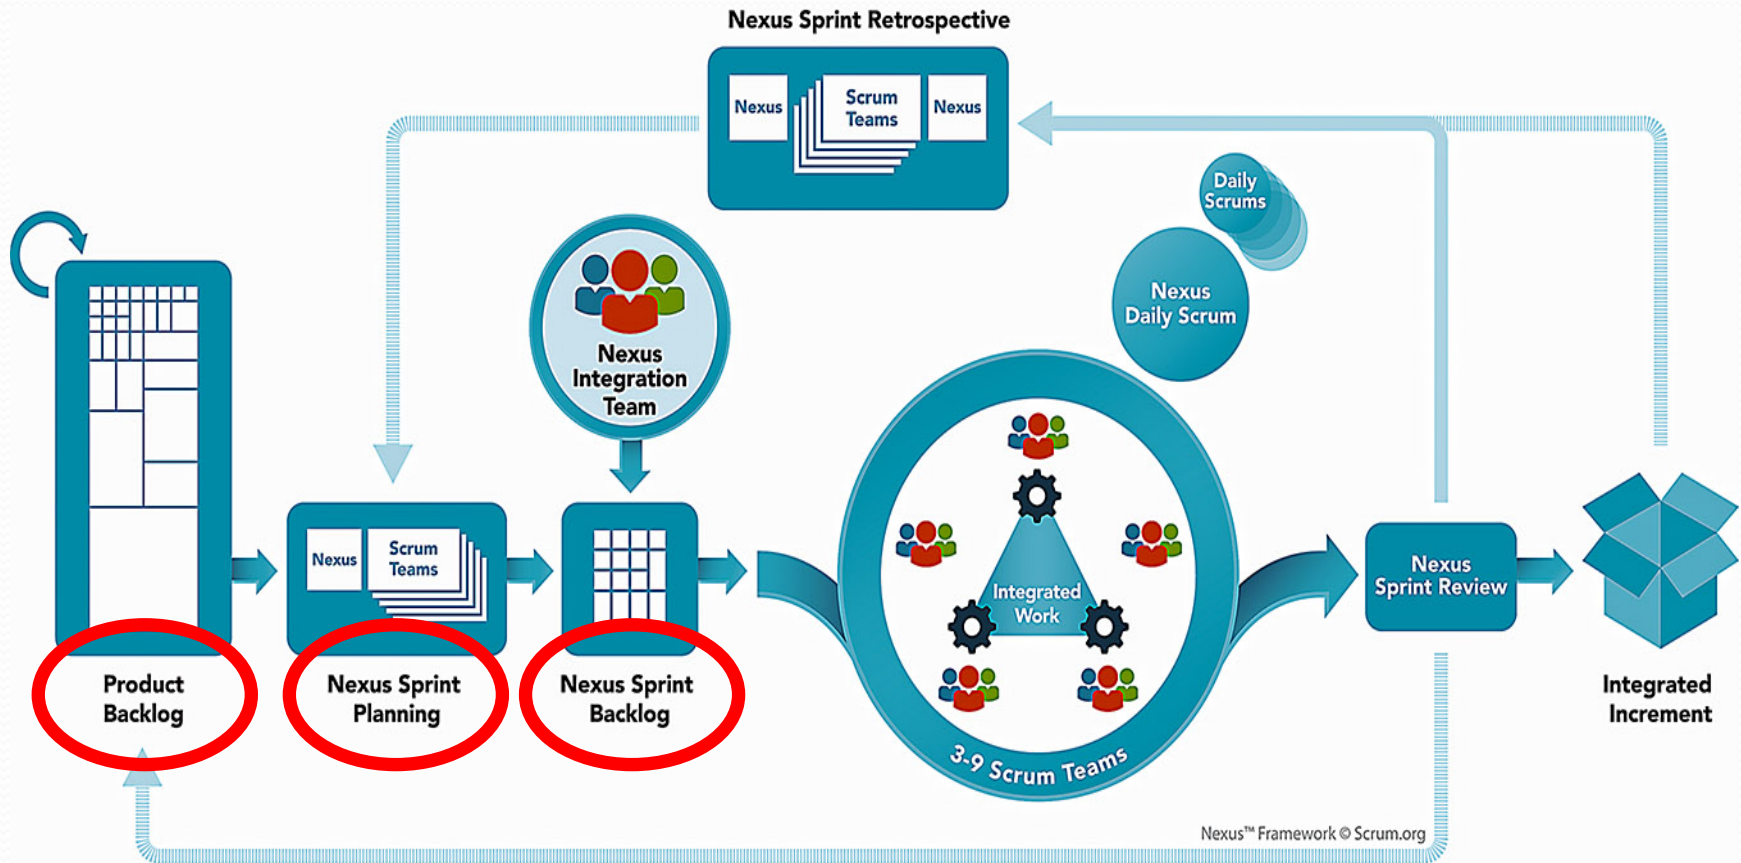 Nexus Sprint Retrospective
Nexus
Scrum
Teams
Nexus
Daily
Scrums
Nexus
Daily Scrum
Nexus
Integration
Team
Nexus
Scrum
Teams
Integrated
Work
Nexus
Sprint Review
Product
Backlog
Nexus Sprint
Planning
Nexus Sprint
Backlog
3-9 Scrum Teams
Integrated
Increment
Nexus™ Framework © Scrum.org